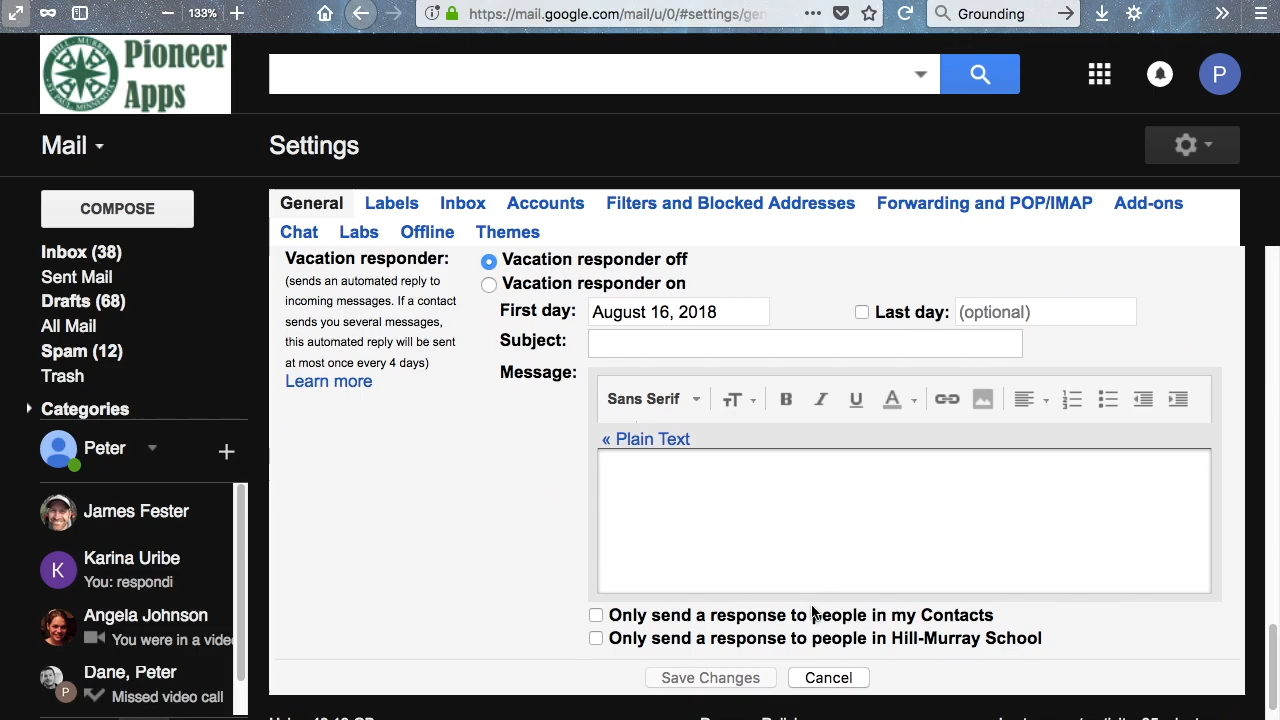 133%
https://mail.google.com/mail/u/0/#settings/gen
Grounding
HILL-MURRAY
ST. PAUL, MINNESOTA
Pioneer
Apps
P
Mail
Settings
COMPOSE
General Labels Inbox Accounts Filters and Blocked Addresses Forwarding and POP/IMAP Add-ons
Chat Labs Offline Themes
Inbox (38)
Sent Mail
Drafts (68)
All Mail
Spam (12)
Trash
Categories
Peter
James Fester
K
Karina Uribe
You: respondi
Angela Johnson
You were in a vide
Dane, Peter
P
Missed video call
Vacation responder:
(sends an automated reply to
incoming messages. If a contact
sends you several messages,
this automated reply will be sent
at most once every 4 days)
Learn more
Vacation responder off
Vacation responder on
First day: August 16, 2018 Last day: (optional)
Subject:
Message:
Sans Serif
« Plain Text
Only send a response to people in my Contacts
Only send a response to people in Hill-Murray School
Save Changes Cancel